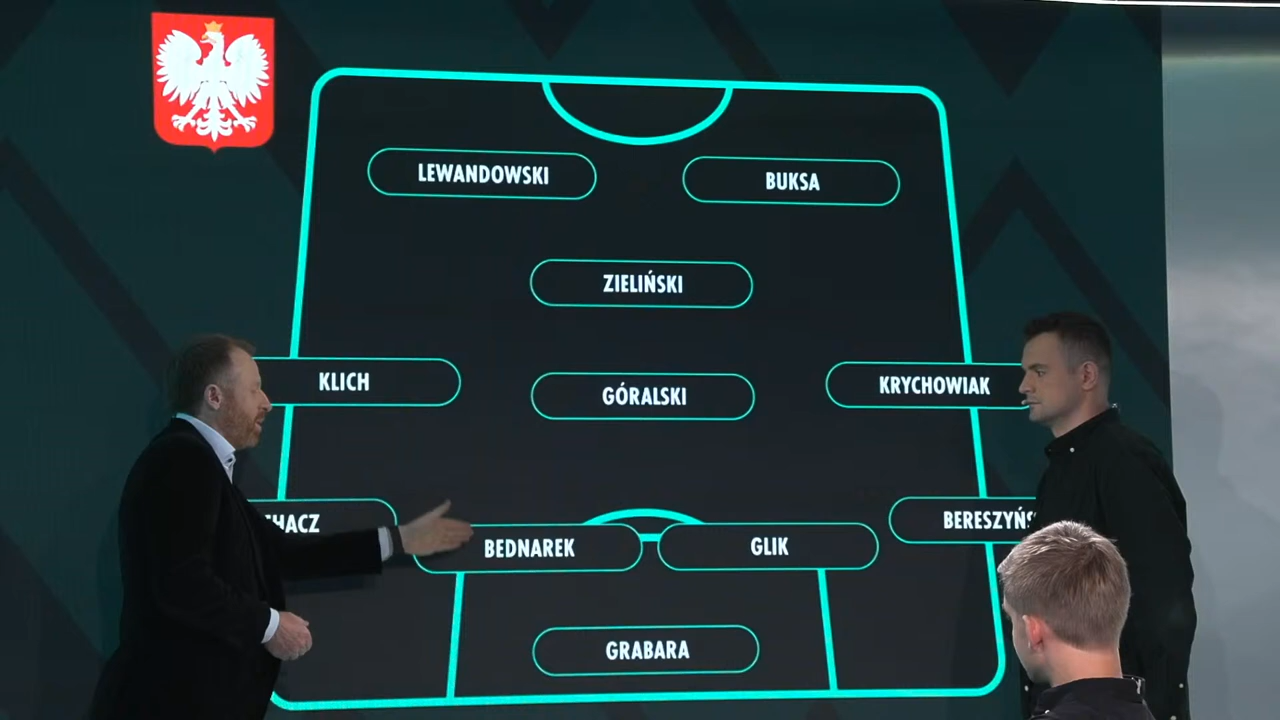 LEWANDOWSKI
BUKSA
ZIELIŃSKI
KLICH
GÓRALSKI
KRYCHOWIAK
BEDNAREK
GLIK
GRABARA